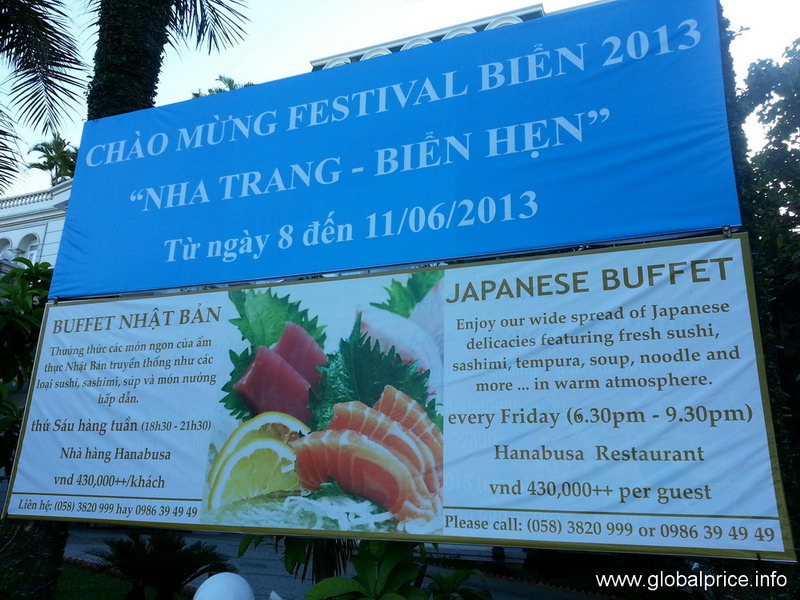 CHÀO MỪNG FESTIVAL BIỂN 2013
“NHA TRANG - BIỂN HẸN”
Từ ngày 8 đến 11/06/2013
BUFFET NHẬT BẢN
Thưởng thức các món ngon của ẩm
thực Nhật Bản truyền thống như các
loại sushi, sashimi, súp và món nướng
hấp dẫn.
thứ Sáu hàng tuần (18h30 - 21h30)
Nhà hàng Hanabusa
vnd 430,000++/khách
Liên hệ: (058) 3820 999 hay 0986 39 49 49
JAPANESE BUFFET
Enjoy our wide spread of Japanese
delicacies featuring fresh sushi,
sashimi, tempura, soup, noodle and
more ... in warm atmosphere.
every Friday (6.30pm - 9.30pm)
Hanabusa Restaurant
vnd 430,000++ per guest
Please call: (058) 3820 999 or 0986 39 49 49
www.globalprice.info